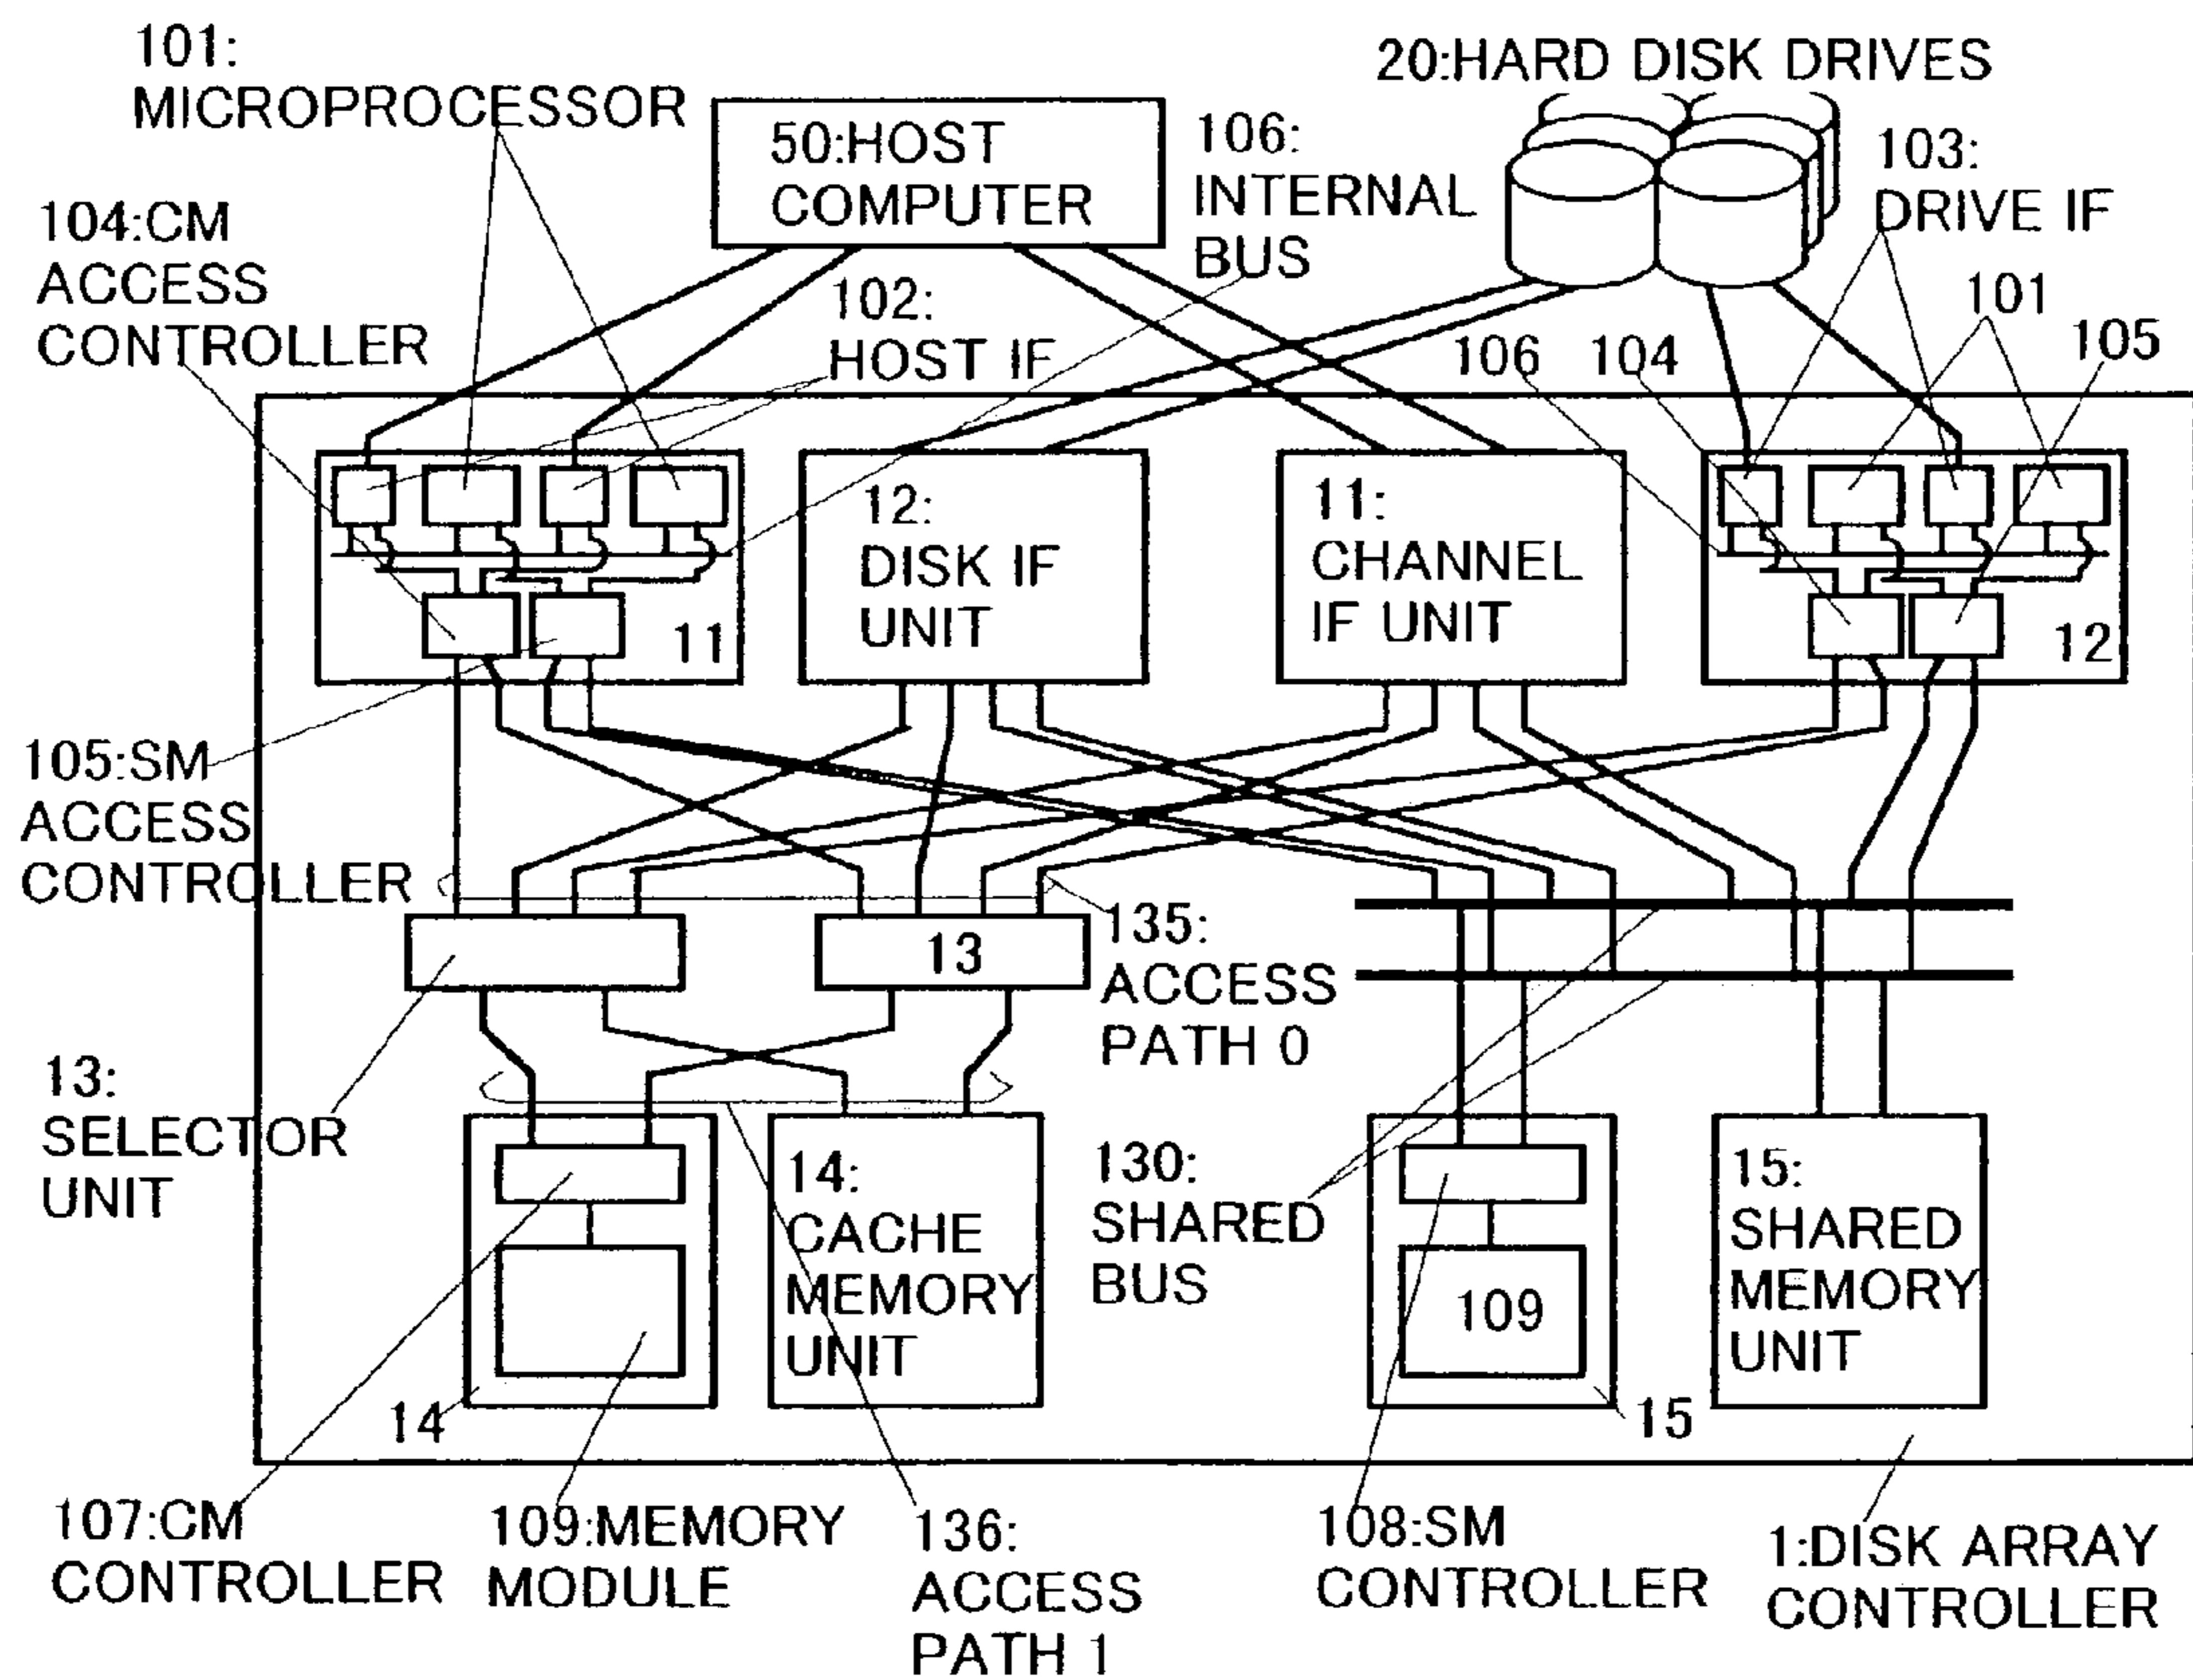 101:
MICROPROCESSOR
20:HARD DISK DRIVES
50:HOST
COMPUTER
106:
INTERNAL
BUS
103:
DRIVE IF
104:CM
ACCESS
CONTROLLER
102:
HOST IF
101
106
104
105
12:
DISK IF
UNIT
11:
CHANNEL
IF UNIT
11
12
105:SM
ACCESS
CONTROLLER
13
135:
ACCESS
PATH 0
13:
SELECTOR
UNIT
14:
CACHE
MEMORY
UNIT
130:
SHARED
BUS
15:
SHARED
MEMORY
UNIT
109
14
15
107:CM
CONTROLLER
109:MEMORY
MODULE
136:
ACCESS
PATH 1
108:SM
CONTROLLER
1:DISK ARRAY
CONTROLLER